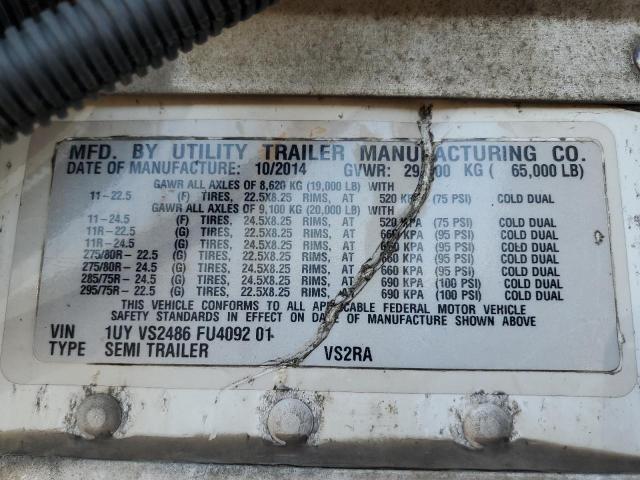 MFD. BY UTILITY TRAILER MANUFACTURING CO.
DATE OF MANUFACTURE: 10/2014 GVWR: 29, 00 KG ( 65,000 LB)
GAWR ALL AXLES OF 8,620 KG (19,000 LB) WITH
11-22.5 (F) TIRES, 22.5X8.25 RIMS, AT 520 KPA (75 PSI) COLD DUAL
GAWR ALL AXLES OF 9,100 KG (20,000 LB) WITH
11-24.5 (F) TIRES, 24.5X8.25 RIMS, AT 520 KPA (75 PSI) COLD DUAL
11R-22.5 (G) TIRES, 22.5X8.25 RIMS, AT 660 KPA (95 PSI) COLD DUAL
11R-24.5 (G) TIRES, 24.5X8.25 RIMS, AT 660 KPA (95 PSI) COLD DUAL
275/80R-22.5 (G) TIRES, 22.5X8.25 RIMS, AT 660 KPA (95 PSI) COLD DUAL
275/80R-24.5 (G) TIRES, 24.5X8.25 RIMS, AT 660 KPA (95 PSI) COLD DUAL
285/75R-24.5 (G) TIRES, 24.5X8.25 RIMS, AT 690 KPA (100 PSI) COLD DUAL
295/75R-22.5 (G) TIRES, 22.5X8.25 RIMS, AT 690 KPA (100 PSI) COLD DUAL
THIS VEHICLE CONFORMS TO ALL APPLICABLE FEDERAL MOTOR VEHICLE
SAFETY STANDARDS IN EFFECT ON DATE OF MANUFACTURE SHOWN ABOVE
VIN 1UY VS2486 FU4092 01
TYPE SEMI TRAILER VS2RA